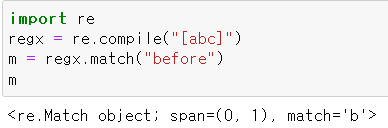 import re
regx = re.compile("[abc]")
m = regx.match("before")
m
<re.Match object; span=(0, 1), match='b'>